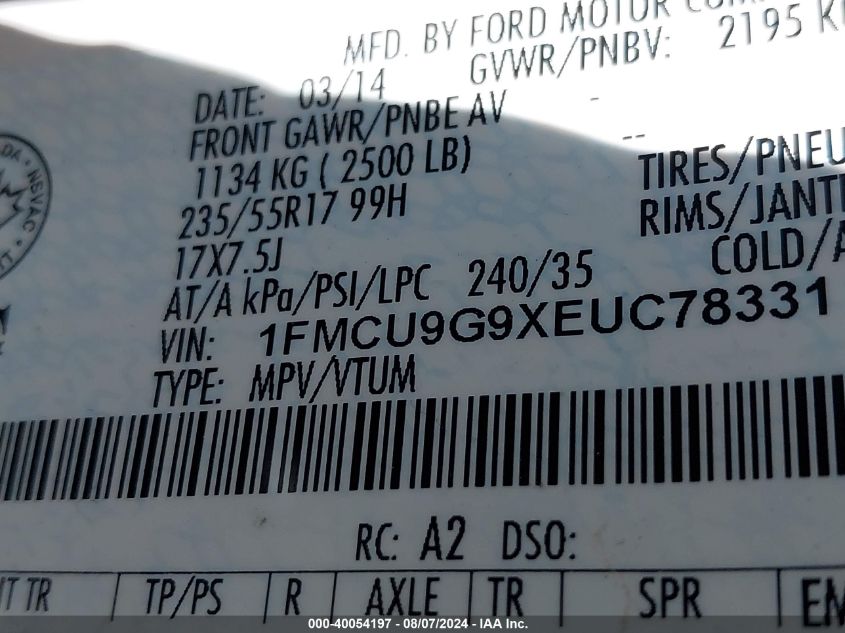 MFD. BY FORD MOTOR
GVWR/PNBV: 2195
DATE: 03/14
FRONT GAWR/PNBE AV
1134 KG ( 2500 LB)
235/55R17 99H
17X7.5J
AT/A kPa/PSI/LPC 240/35
TIRES/PNEU
RIMS/JANT
COLD/A
VIN: 1FMCU9G9XEUC78331
TYPE: MPV/VTUM
NSVAC
RC: A2 DSO:
TR TP/PS R AXLE TR SPR
000-40054197 - 08/07/2024 - IAA Inc.